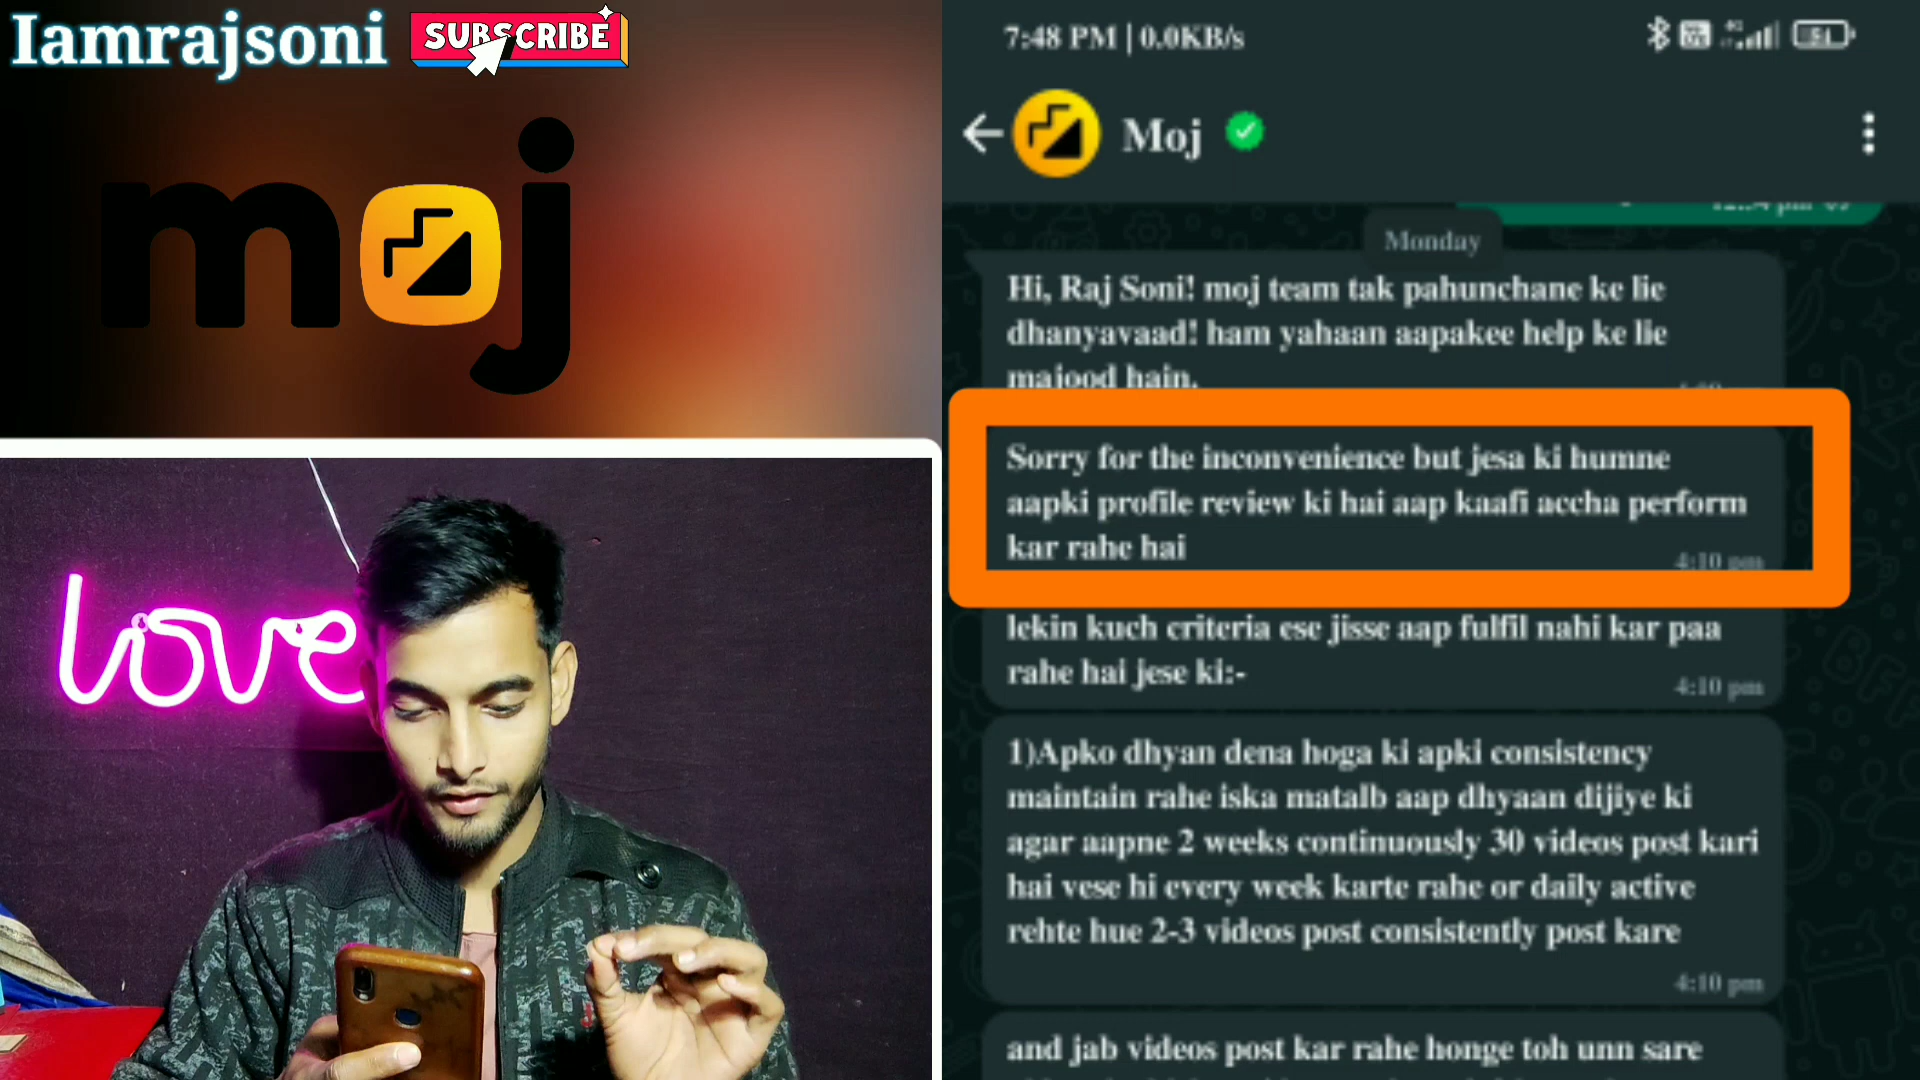 Iamrajsoni
SUBSCRIBE
moj
love
7:48 PM | 0.0KB/s
4G
51
Moj
Monday
Hi, Raj Soni! moj team tak pahunchane ke lie
dhanyavaad! ham yahaan aapakee help ke lie
majood hain.
Sorry for the inconvenience but jesa ki humne
aapki profile review ki hai aap kaafi accha perform
kar rahe hai
4:10 pm
lekin kuch criteria ese jisse aap fulfil nahi kar paa
rahe hai jese ki:-
4:10 pm
1)Apko dhyan dena hoga ki apki consistency
maintain rahe iska matalb aap dhyaan dijiye ki
agar aapne 2 weeks continuously 30 videos post kari
hai vese hi every week karte rahe or daily active
rehte hue 2-3 videos post consistently post kare
4:10 pm
and jab videos post kar rahe honge toh unn sare